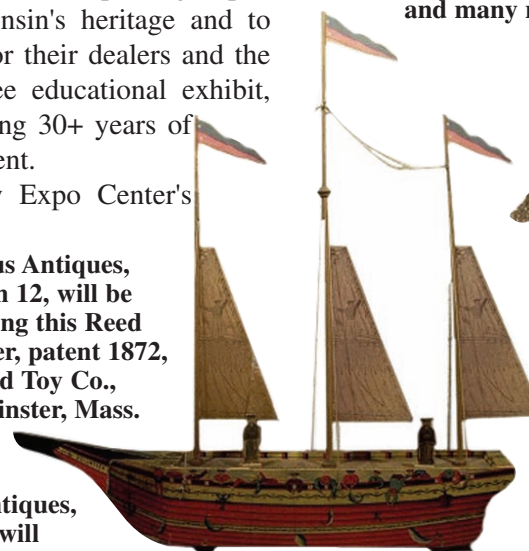 nsin's heritage and to
or their dealers and the
ee educational exhibit,
ng 30+ years of
ent.
Expo Center's
us Antiques,
12, will be
ng this Reed
er, patent 1872,
d Toy Co.,
inster, Mass.
ntiques,
will
and many